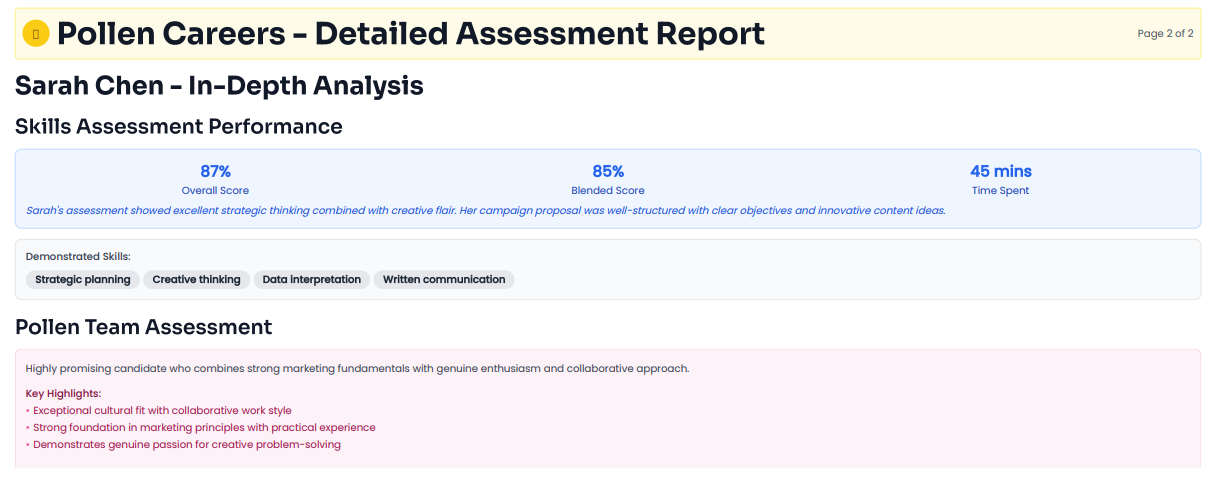 Pollen Careers - Detailed Assessment Report
Page 2 of 2
Sarah Chen - In-Depth Analysis
Skills Assessment Performance
87%
85%
45 mins
Overall Score
Blended Score
Time Spent
Sarah's assessment showed excellent strategic thinking combined with creative flair. Her campaign proposal was well-structured with clear objectives and innovative content ideas.
Demonstrated Skills:
Strategic planning Creative thinking Data interpretation Written communication
Pollen Team Assessment
Highly promising candidate who combines strong marketing fundamentals with genuine enthusiasm and collaborative approach.
Key Highlights:
• Exceptional cultural fit with collaborative work style
• Strong foundation in marketing principles with practical experience
• Demonstrates genuine passion for creative problem-solving